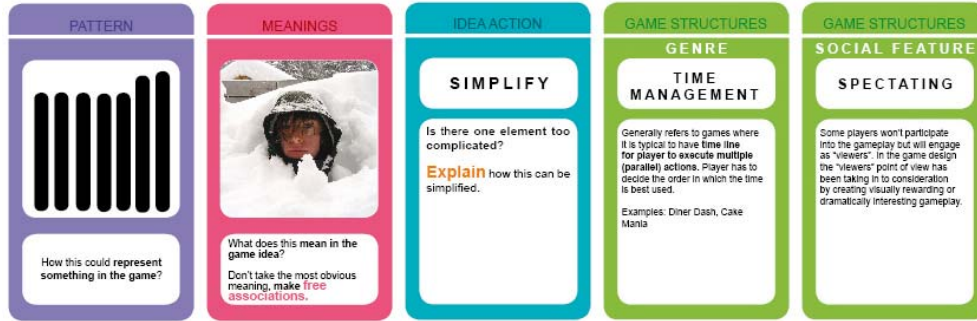 PATTERN
How this could represent
something in the game?
MEANINGS
What does this mean in the
game idea?
Don't take the most obvious
meaning, make free
associations.
IDEA ACTION
SIMPLIFY
Is there one element too
complicated?
Explain how this can be
simplified.
GAME STRUCTURES
GENRE
TIME
MANAGEMENT
Generally refers to games where
it is typical to have time line
for player to execute multiple
(parallel) actions. Player has to
decide the order in which the time
is best used.
Examples: Diner Dash, Cake
Mania
GAME STRUCTURES
SOCIAL FEATURE
SPECTATING
Some players won't participate
into the gameplay but will engage
as "viewers". In the game design
the "viewers" point of view has
been taking in to consideration
by creating visually rewarding or
dramatically interesting gameplay.